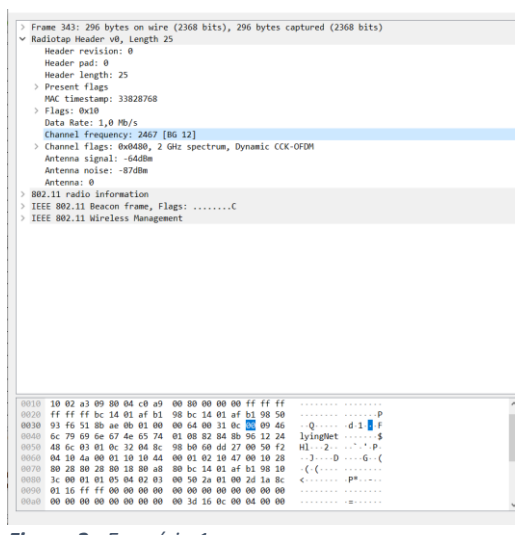 > Frame 343: 296 bytes on wire (2368 bits), 296 bytes captured (2368 bits)
Radiotap Header v0, Length 25
Header revision: 0
Header pad: 0
Header length: 25
> Present flags
MAC timestamp: 33828768
> Flags: 0x10
Data Rate: 1,0 Mb/s
Channel frequency: 2467 [BG 12]
> Channel flags: 0x0480, 2 GHz spectrum, Dynamic CCK-OFDM
Antenna signal: -64dBm
Antenna noise: -87dBm
Antenna: 0
> 802.11 radio information
> IEEE 802.11 Beacon frame, Flags: ........C
> IEEE 802.11 Wireless Management
0010 10 02 a3 09 80 04 c0 a9 00 80 00 00 00 ff ff ff ........ ........
0020 ff ff ff bc 14 01 af b1 98 bc 14 01 af b1 98 50 ........ .......P
0030 93 f6 51 8b ae 0b 01 00 00 64 00 31 0c 00 09 46 ..Q..... .d.1...F
0040 6c 79 69 6e 67 4e 65 74 01 08 82 84 8b 96 12 24 lyingNet .......$
0050 48 6c 03 01 0c 32 04 8c 98 b0 60 dd 27 00 50 f2 Hl...2.. ..`.'.P.
0060 04 10 4a 00 01 10 10 44 00 01 02 10 47 00 10 28 ..J....D ....G..(
0070 80 28 80 28 80 18 80 a8 80 bc 14 01 af b1 98 10 .(.(.... ........
0080 3c 00 01 01 05 04 02 03 00 50 2a 01 00 2d 1a 8c <....... .P*..-..
0090 01 16 ff ff 00 00 00 00 00 00 00 00 00 00 00 00 ........ ........
00a0 00 00 00 00 00 00 00 00 00 3d 16 0c 00 04 00 00 ........ .=......